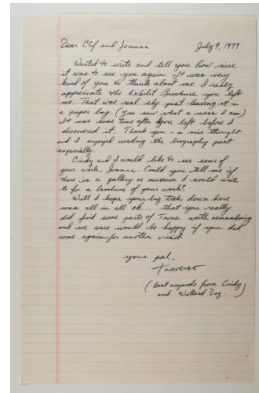 Dear Clif and Joanna July 9, 1979
Wanted to write and tell you how nice
it was to see you again. It was very
kind of you to think about me. I really
appreciate the Exhibit Brochure you left
me. That was real sly just leaving it in
a paper bag (you know what a mess I am)
It was some time after you left before I
discovered it. Thank you - a nice thought
and I enjoyed reading the biography part
especially.
Cindy and I would like to see some of
your work, Joanna. Could you tell me if
there is a gallery or museum I could write
to for a brochure of your work?
Well I hope your big trek down here
was all in all ok. - that you really
did find some parts of Texas worth remembering
and we sure would be happy if you did
come again for another visit.
your pal -
(Best regards from Cindy
and Willard Dog.)